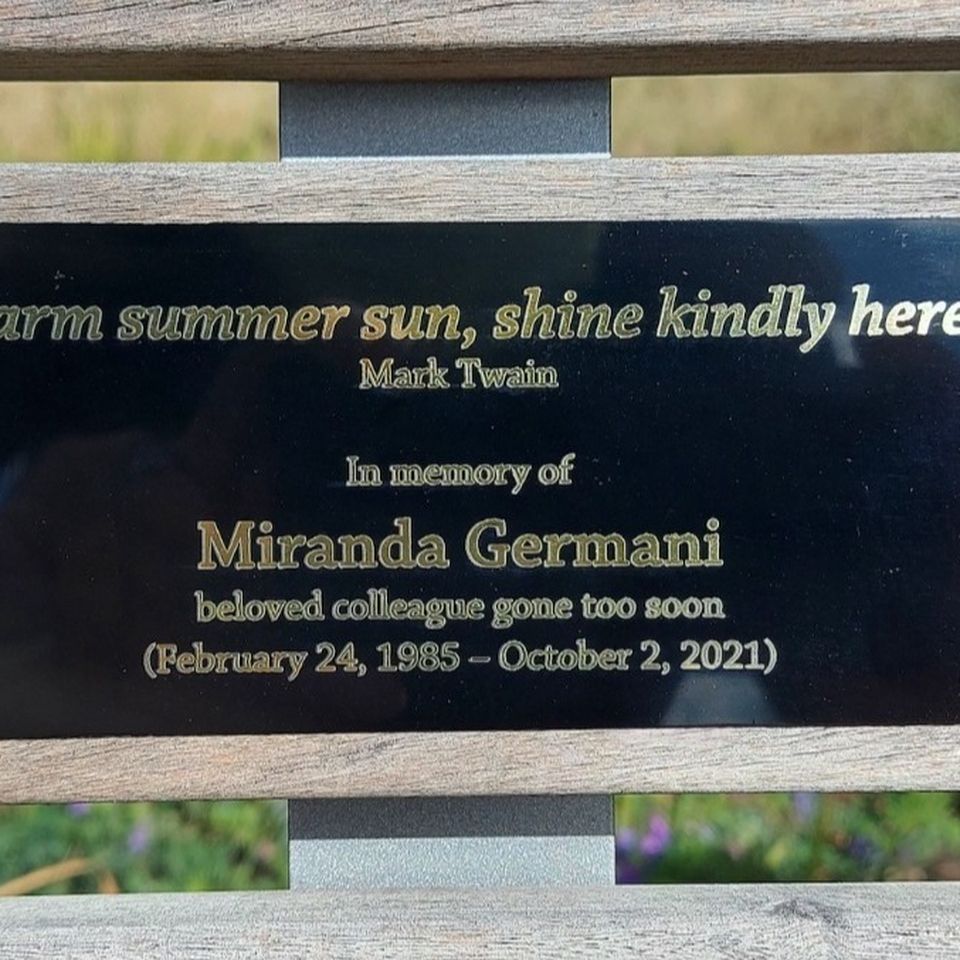 arm summer sun, shine kindly here
Mark Twain
In memory of
Miranda Germani
beloved colleague gone too soon
(February 24, 1985 – October 2, 2021)